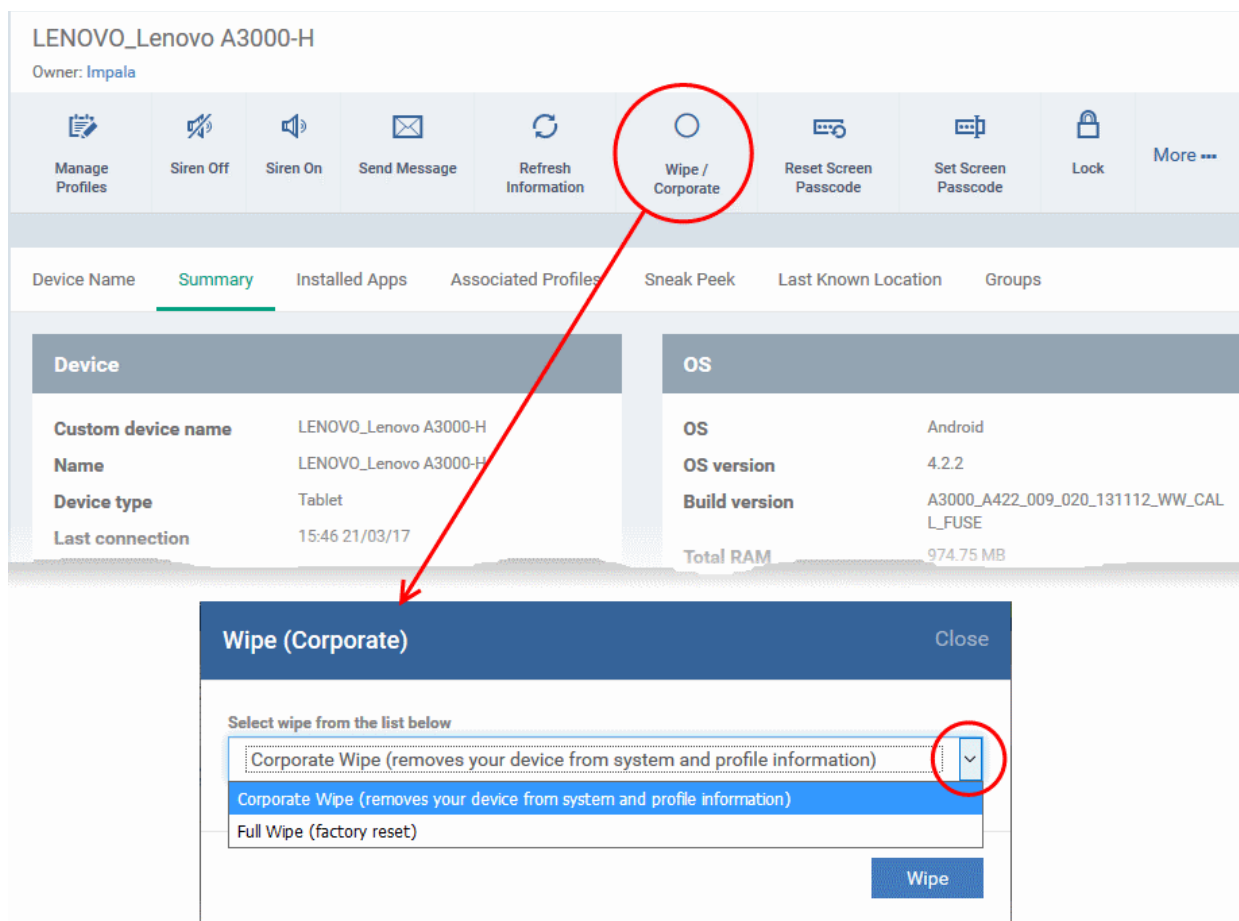 LENOVO_Lenovo A3000-H
Owner: Impala
Manage Profiles
Siren Off
Siren On
Send Message
Refresh Information
Wipe / Corporate
Reset Screen Passcode
Set Screen Passcode
Lock
More
Device Name Summary Installed Apps Associated Profiles Sneak Peek Last Known Location Groups
Device
Custom device name LENOVO_Lenovo A3000-H
Name LENOVO_Lenovo A3000-H
Device type Tablet
Last connection 15:46 21/03/17
OS
OS Android
OS version 4.2.2
Build version A3000_A422_009_020_131112_WW_CAL
L_FUSE
Total RAM 974.75 MB
Wipe (Corporate) Close
Select wipe from the list below
Corporate Wipe (removes your device from system and profile information)
Corporate Wipe (removes your device from system and profile information)
Full Wipe (factory reset)
Wipe